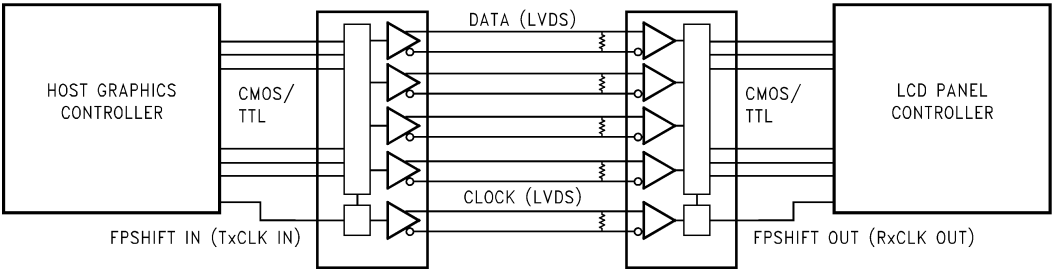 DATA (LVDS)
HOST GRAPHICS
CONTROLLER
CMOS/
TTL
CMOS/
TTL
LCD PANEL
CONTROLLER
CLOCK (LVDS)
FPSHIFT IN (TxCLK IN)
FPSHIFT OUT (RxCLK OUT)